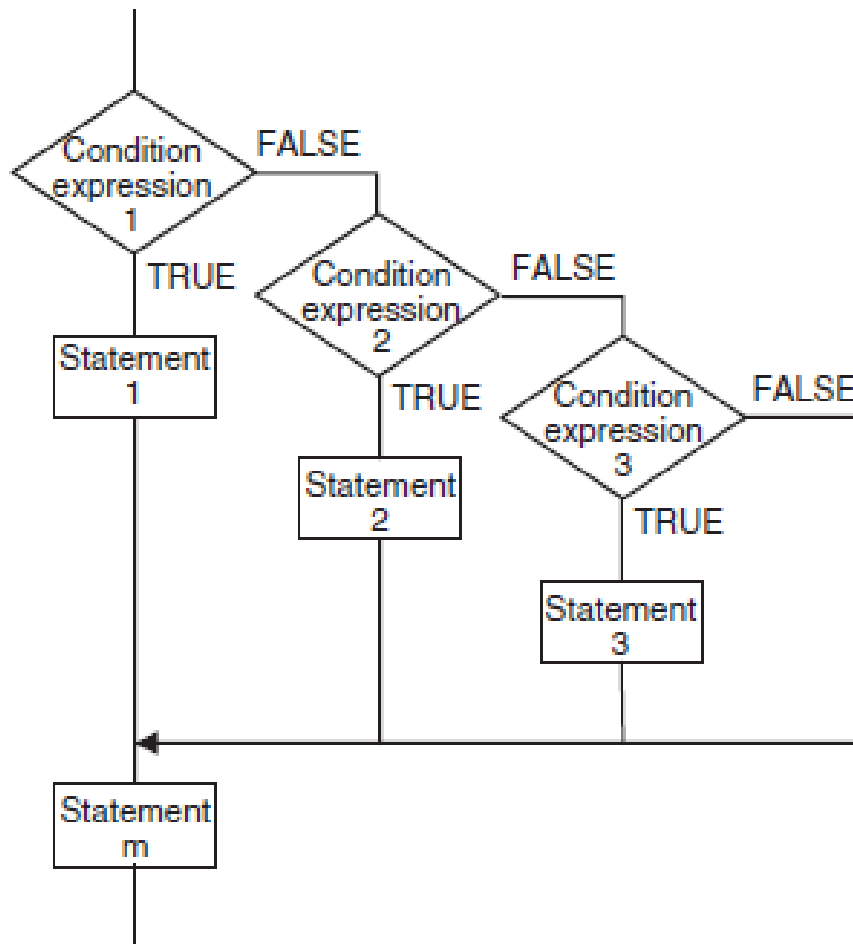 Condition
expression
1
FALSE
TRUE
Statement
1
Condition
expression
2
FALSE
TRUE
Statement
2
Condition
expression
3
FALSE
TRUE
Statement
3
Statement
m